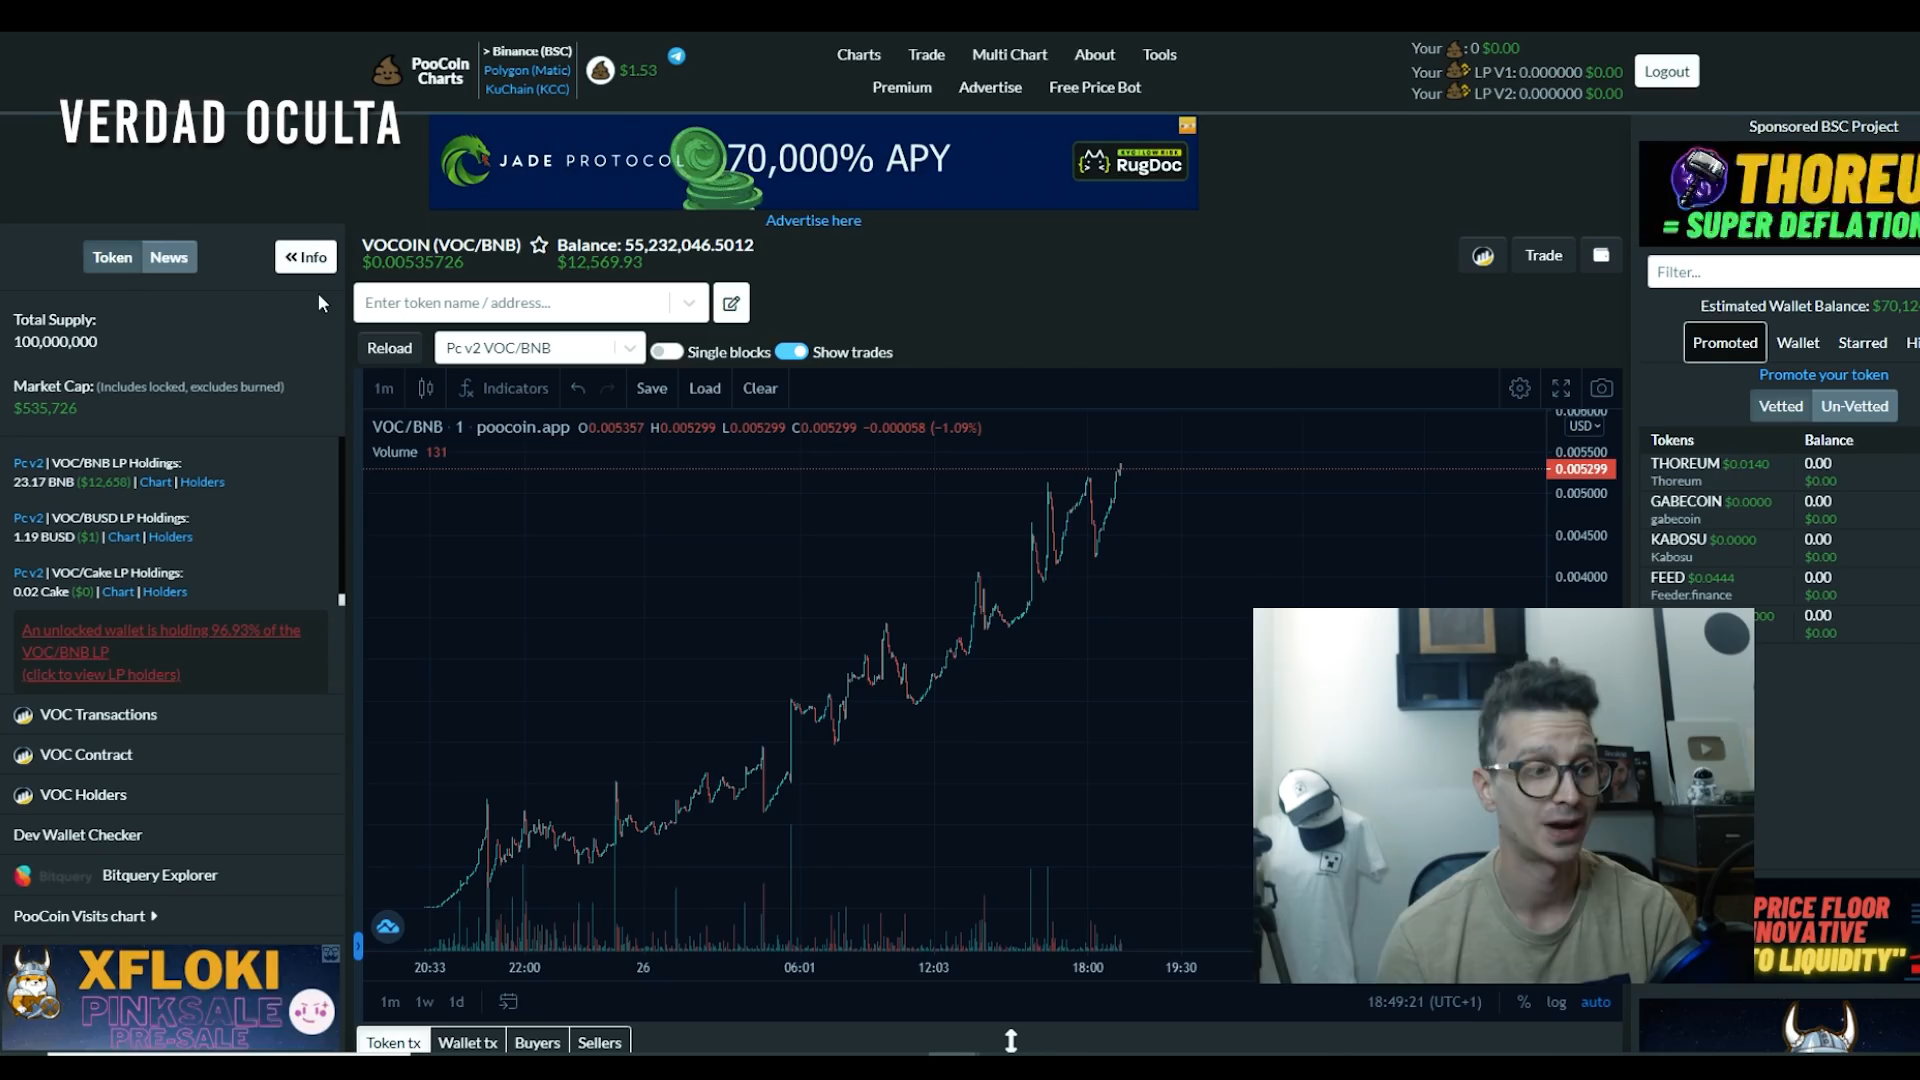 VERDAD OCULTA
PooCoin
Charts
> Binance (BSC)
Polygon (Matic)
KuChain (KCC)
$1.53
Charts
Trade
Multi Chart
About
Tools
Premium
Advertise
Free Price Bot
Your : 0 $0.00
Your LP V1: 0.000000 $0.00
Your LP V2: 0.000000 $0.00
Logout
JADE PROTOCOL
70,000% APY
RugDoc
Advertise here
Sponsored BSC Project
THOREU
= SUPER DEFLATION
Token
News
Info
Total Supply:
100,000,000
Market Cap: (Includes locked, excludes burned)
$535,726
Pc v2 | VOC/BNB LP Holdings:
23.17 BNB ($12,658) | Chart | Holders
Pc v2 | VOC/BUSD LP Holdings:
1.19 BUSD ($1) | Chart | Holders
Pc v2 | VOC/Cake LP Holdings:
0.02 Cake ($0) | Chart | Holders
An unlocked wallet is holding 96.93% of the
VOC/BNB LP
(click to view LP holders)
VOC Transactions
VOC Contract
VOC Holders
Dev Wallet Checker
Bitquery
Bitquery Explorer
PooCoin Visits chart
XFLOKI
PINKSALE
PRE-SALE
VOCOIN (VOC/BNB)
Balance: 55,232,046.5012
$0.00535726
$12,569.93
Trade
Enter token name / address...
Reload
Pc v2 VOC/BNB
Single blocks
Show trades
1m
Indicators
Save
Load
Clear
VOC/BNB · 1 · poocoin.app O0.005357 H0.005299 L0.005299 C0.005299 −0.000058 (−1.09%)
Volume 131
0.006000
USD
0.005500
0.005299
0.005000
0.004500
0.004000
20:33
22:00
26
06:01
12:03
18:00
19:30
1m
1w
1d
18:49:21 (UTC+1)
%
log
auto
Token tx
Wallet tx
Buyers
Sellers
Filter...
Estimated Wallet Balance: $70,12
Promoted
Wallet
Starred
Hi
Promote your token
Vetted
Un-Vetted
Tokens
Balance
THOREUM $0.0140
Thoreum
0.00
$0.00
GABECOIN $0.0000
gabecoin
0.00
$0.00
KABOSU $0.0000
Kabosu
0.00
$0.00
FEED $0.0444
Feeder.finance
0.00
$0.00
000
0.00
$0.00
PRICE FLOOR
NNOVATIVE
TO LIQUIDITY"